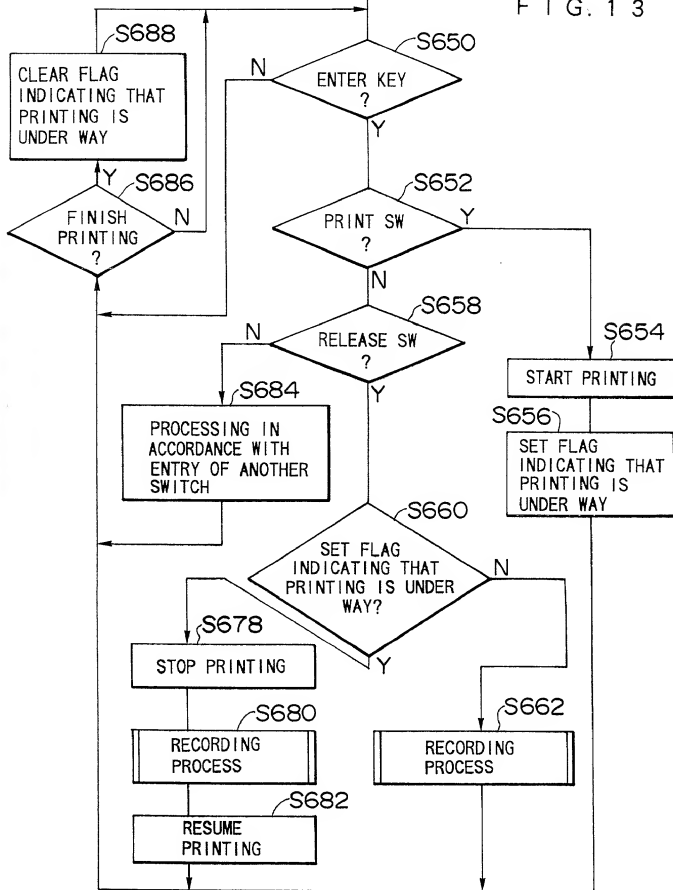 F I G. 1 3
S688
CLEAR FLAG
INDICATING THAT
PRINTING IS
UNDER WAY
S650
N
ENTER KEY
?
Y
Y
S686
FINISH
PRINTING
?
N
S652
PRINT SW
?
Y
N
S658
N
RELEASE SW
?
Y
S654
START PRINTING
S684
PROCESSING IN
ACCORDANCE WITH
ENTRY OF ANOTHER
SWITCH
S656
SET FLAG
INDICATING THAT
PRINTING IS
UNDER WAY
S660
SET FLAG
INDICATING THAT
PRINTING IS UNDER
WAY?
N
Y
S678
STOP PRINTING
S680
RECORDING
PROCESS
S662
RECORDING
PROCESS
S682
RESUME
PRINTING